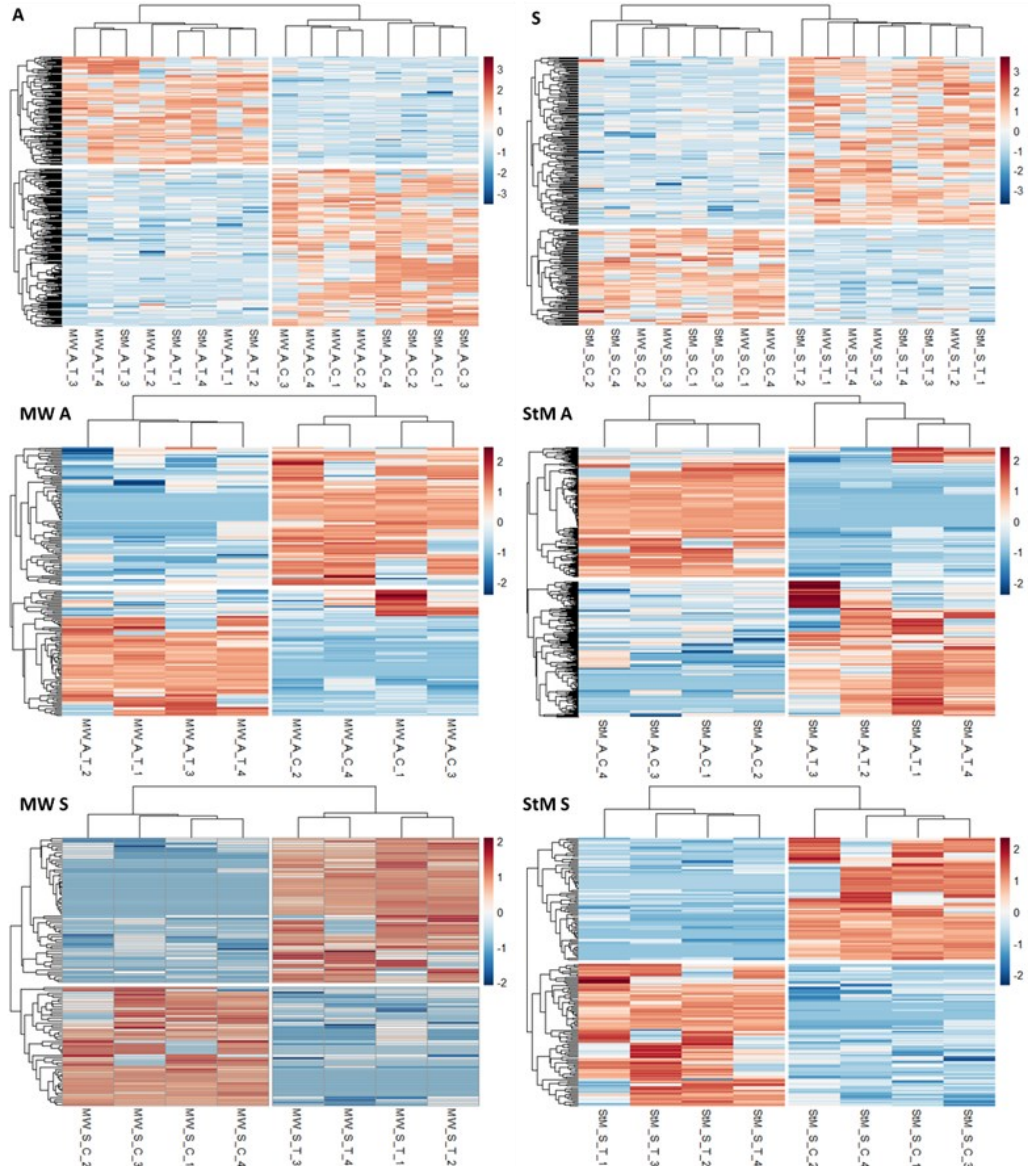 A
3
2
1
0
-1
-2
-3
MW_A_T_3
MW_A_T_4
StM_A_T_3
MW_A_T_2
StM_A_T_1
StM_A_T_4
MW_A_T_1
StM_A_T_2
MW_A_C_3
MW_A_C_4
MW_A_C_1
MW_A_C_2
StM_A_C_4
StM_A_C_2
StM_A_C_1
StM_A_C_3
S
3
2
1
0
-1
-2
-3
StM_S_C_2
StM_S_C_4
MW_S_C_2
MW_S_C_3
StM_S_C_1
StM_S_C_3
MW_S_C_1
MW_S_C_4
StM_S_T_2
MW_S_T_1
MW_S_T_4
MW_S_T_3
StM_S_T_4
StM_S_T_3
MW_S_T_2
StM_S_T_1
MW A
2
1
0
-1
-2
MW_A_T_2
MW_A_T_1
MW_A_T_3
MW_A_T_4
MW_A_C_2
MW_A_C_4
MW_A_C_1
MW_A_C_3
StM A
2
1
0
-1
-2
StM_A_C_4
StM_A_C_3
StM_A_C_1
StM_A_C_2
StM_A_T_3
StM_A_T_2
StM_A_T_1
StM_A_T_4
MW S
2
1
0
-1
-2
MW_S_C_2
MW_S_C_3
MW_S_C_1
MW_S_C_4
MW_S_T_3
MW_S_T_4
MW_S_T_1
MW_S_T_2
StM S
2
1
0
-1
-2
StM_S_T_1
StM_S_T_3
StM_S_T_2
StM_S_T_4
StM_S_C_2
StM_S_C_4
StM_S_C_1
StM_S_C_3